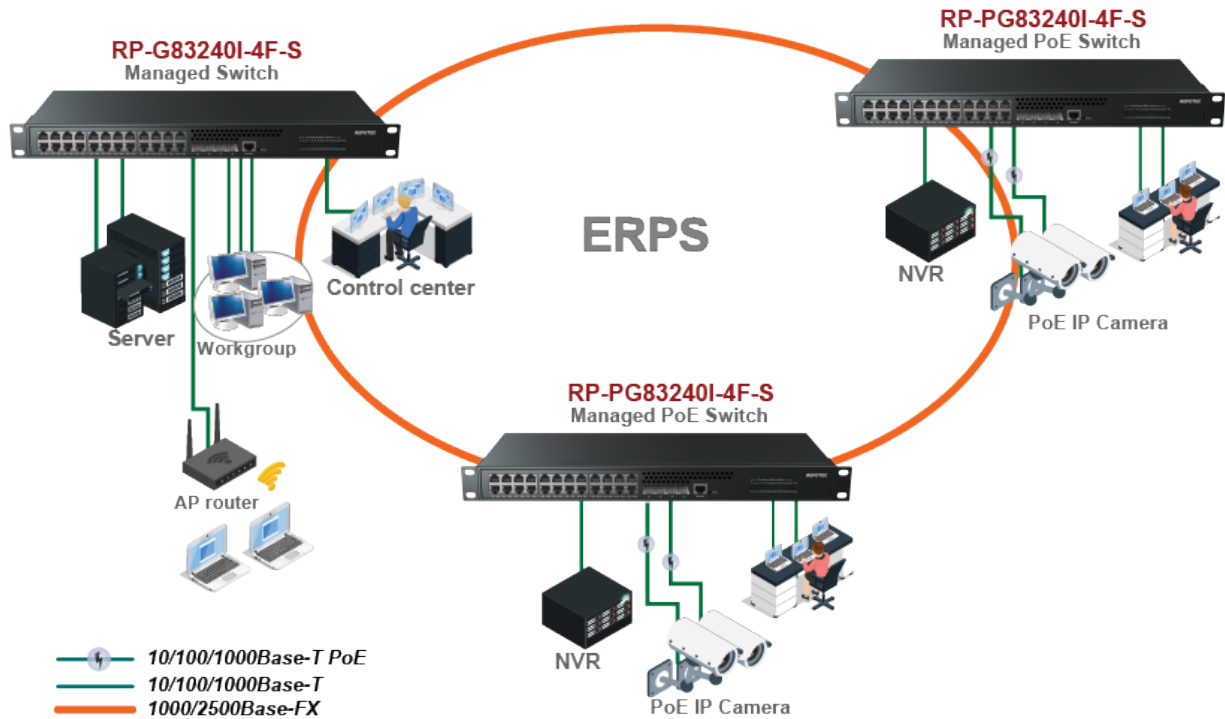 RP-G83240I-4F-S
Managed Switch
RP-PG83240I-4F-S
Managed PoE Switch
ERPS
Server
Workgroup
Control center
NVR
PoE IP Camera
AP router
RP-PG83240I-4F-S
Managed PoE Switch
NVR
PoE IP Camera
10/100/1000Base-T PoE
10/100/1000Base-T
1000/2500Base-FX